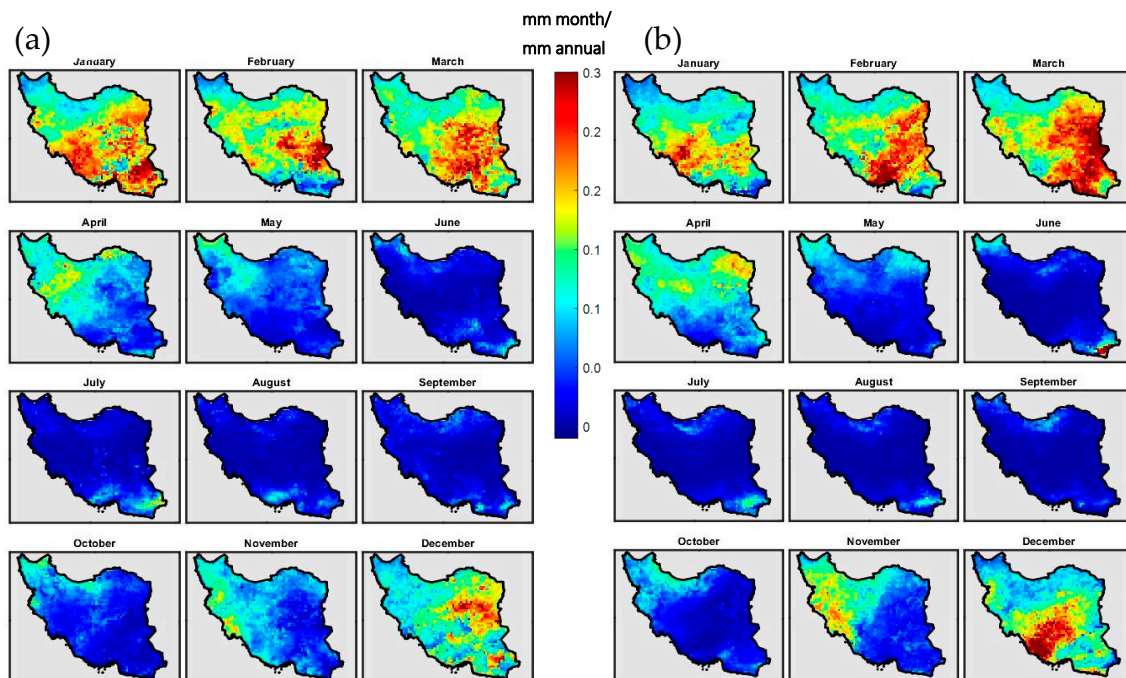 mm month/
mm annual
(a)
January February March
April May June
July August September
October November December
0.3
0.2
0.2
0.1
0.1
0.0
0
(b)
January February March
April May June
July August September
October November December